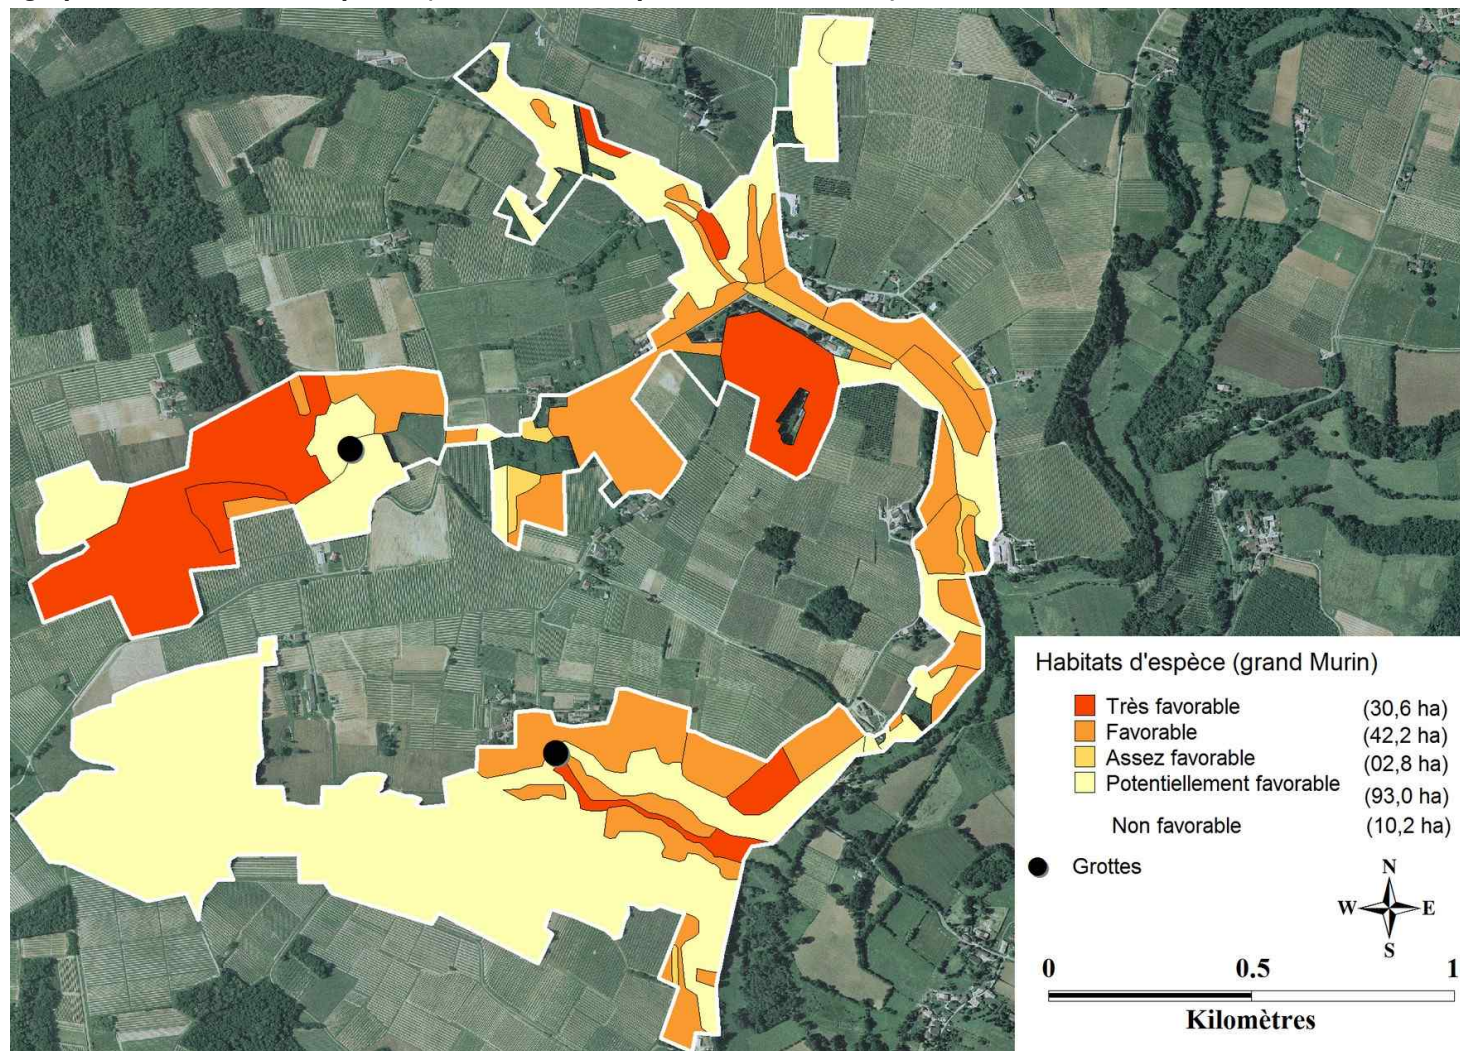 Habitats d'espèce (grand Murin)
Très favorable (30,6 ha)
Favorable (42,2 ha)
Assez favorable (02,8 ha)
Potentiellement favorable (93,0 ha)
Non favorable (10,2 ha)
Grottes
N
W E
S
0 0.5 1
Kilomètres